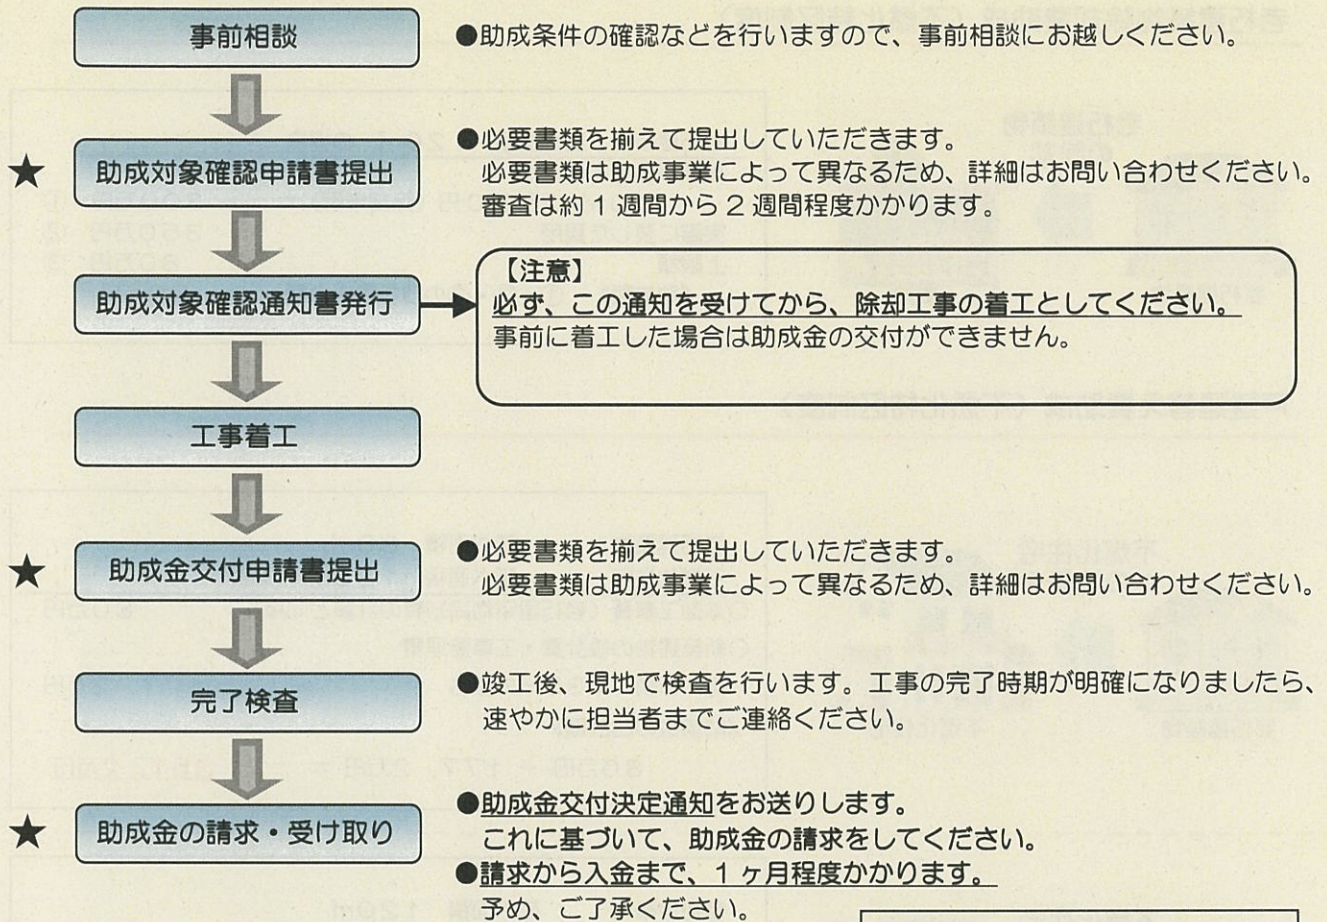 事前相談
●助成条件の確認などを行いますので、事前相談にお越しください。
★
助成対象確認申請書提出
●必要書類を揃えて提出していただきます。
必要書類は助成事業によって異なるため、詳細はお問い合わせください。
審査は約1週間から2週間程度かかります。
助成対象確認通知書発行
【注意】
必ず、この通知を受けてから、除却工事の着工としてください。
事前に着工した場合は助成金の交付ができません。
工事着工
★
助成金交付申請書提出
●必要書類を揃えて提出していただきます。
必要書類は助成事業によって異なるため、詳細はお問い合わせください。
完了検査
●竣工後、現地で検査を行います。工事の完了時期が明確になりましたら、
速やかに担当者までご連絡ください。
★
助成金の請求・受け取り
●助成金交付決定通知をお送りします。
これに基づいて、助成金の請求をしてください。
●請求から入金まで、1ヶ月程度かかります。
予め、ご了承ください。